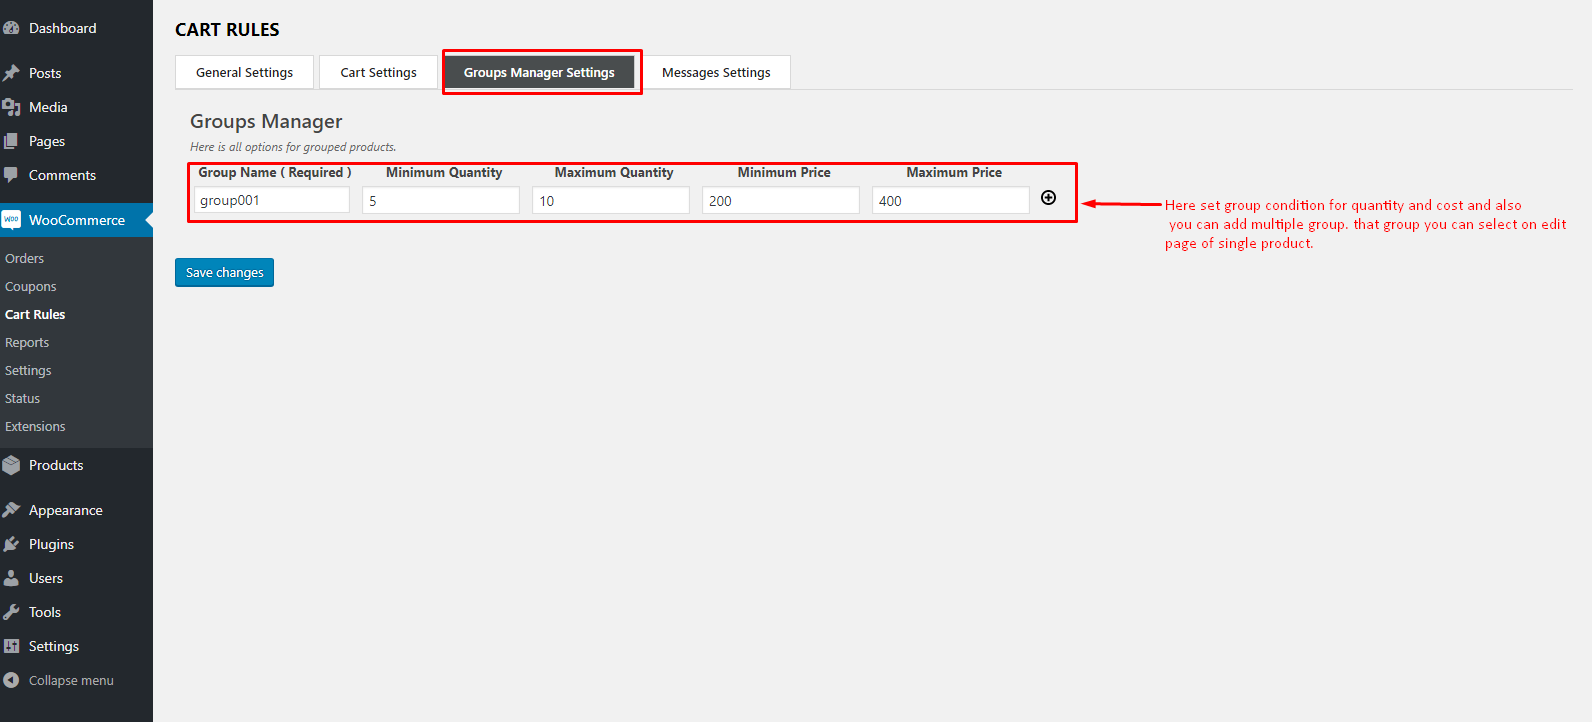 Dashboard
Posts
Media
Pages
Comments
WOO WooCommerce
Orders
Coupons
Cart Rules
Reports
Settings
Status
Extensions
Products
Appearance
Plugins
Users
Tools
Settings
Collapse menu
CART RULES
General Settings
Cart Settings
Groups Manager Settings
Messages Settings
Groups Manager
Here is all options for grouped products.
Group Name ( Required ) Minimum Quantity Maximum Quantity Minimum Price Maximum Price
group001 5 10 200 400
Here set group condition for quantity and cost and also
you can add multiple group. that group you can select on edit
page of single product.
Save changes